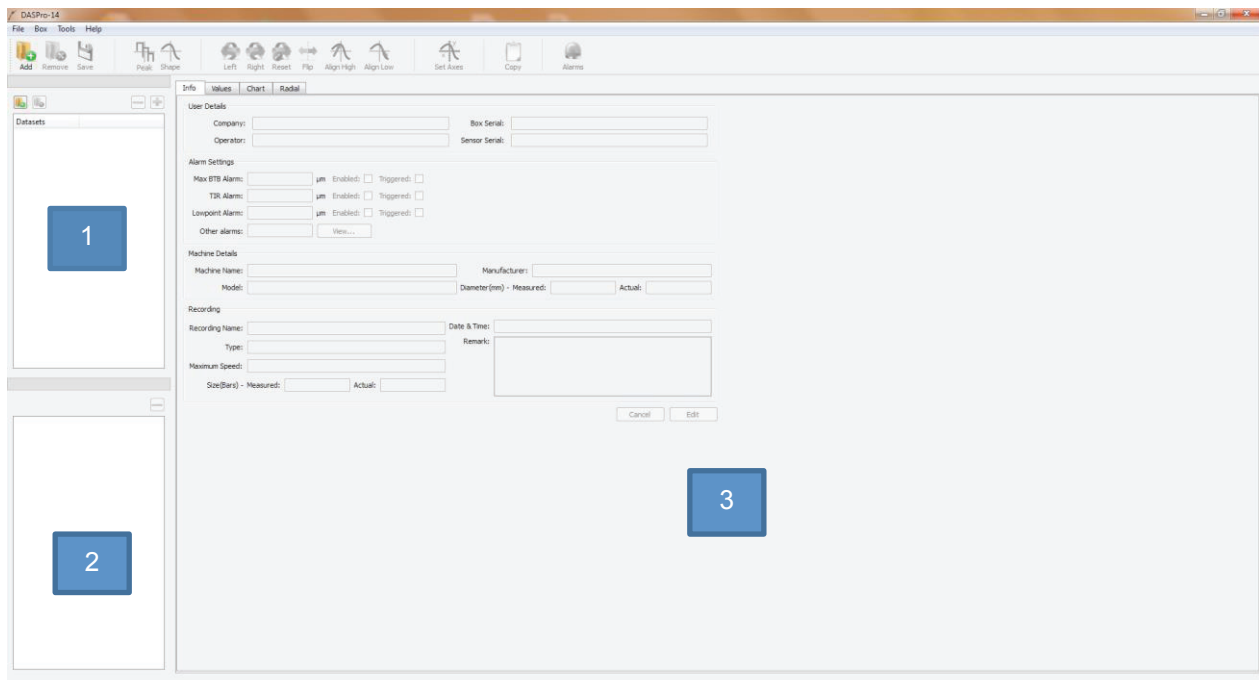 DASPro-14
File Box Tools Help
Add Remove Save Peak Shape Left Right Reset Flip Align High Align Low Set Axes Copy Alarms
Info Values Chart Radial
Datasets
1
2
User Details
Company: Box Serial:
Operator: Sensor Serial:
Alarm Settings
Max BTB Alarm: µm Enabled: Triggered:
TIR Alarm: µm Enabled: Triggered:
Lowpoint Alarm: µm Enabled: Triggered:
Other alarms: View...
Machine Details
Machine Name: Manufacturer:
Model: Diameter(mm) - Measured: Actual:
Recording
Recording Name: Date & Time:
Type: Remark:
Maximum Speed:
Size(Bars) - Measured: Actual:
Cancel Edit
3